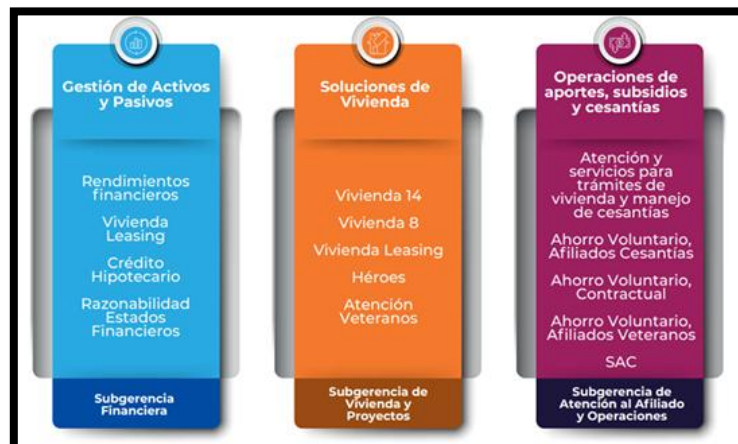 Gestión de Activos
y Pasivos
Rendimientos
financieros
Vivienda
Leasing
Crédito
Hipotecario
Razonabilidad
Estados
Financieros
Subgerencia
Financiera
Soluciones de
Vivienda
Vivienda 14
Vivienda 8
Vivienda Leasing
Héroes
Atención
Veteranos
Subgerencia de
Vivienda y
Proyectos
Operaciones de
aportes, subsidios
y cesantías
Atención y
servicios para
trámites de
vivienda y manejo
de cesantías
Ahorro Voluntario,
Afiliados Cesantías
Ahorro Voluntario,
Contractual
Ahorro Voluntario,
Afiliados Veteranos
SAC
Subgerencia de
Atención al Afiliado
y Operaciones